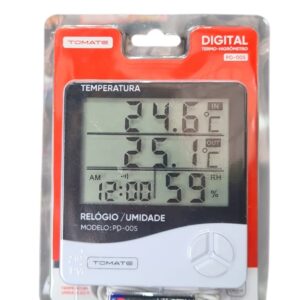 TOMATE
DIGITAL
TERMO-HIGRÔMETRO
PD-005
TEMPERATURA
24.6 °C IN
25.1 °C OUT
AM 12:00 59 % RH
RELÓGIO/UMIDADE
MODELO: PD-005
TOMATE